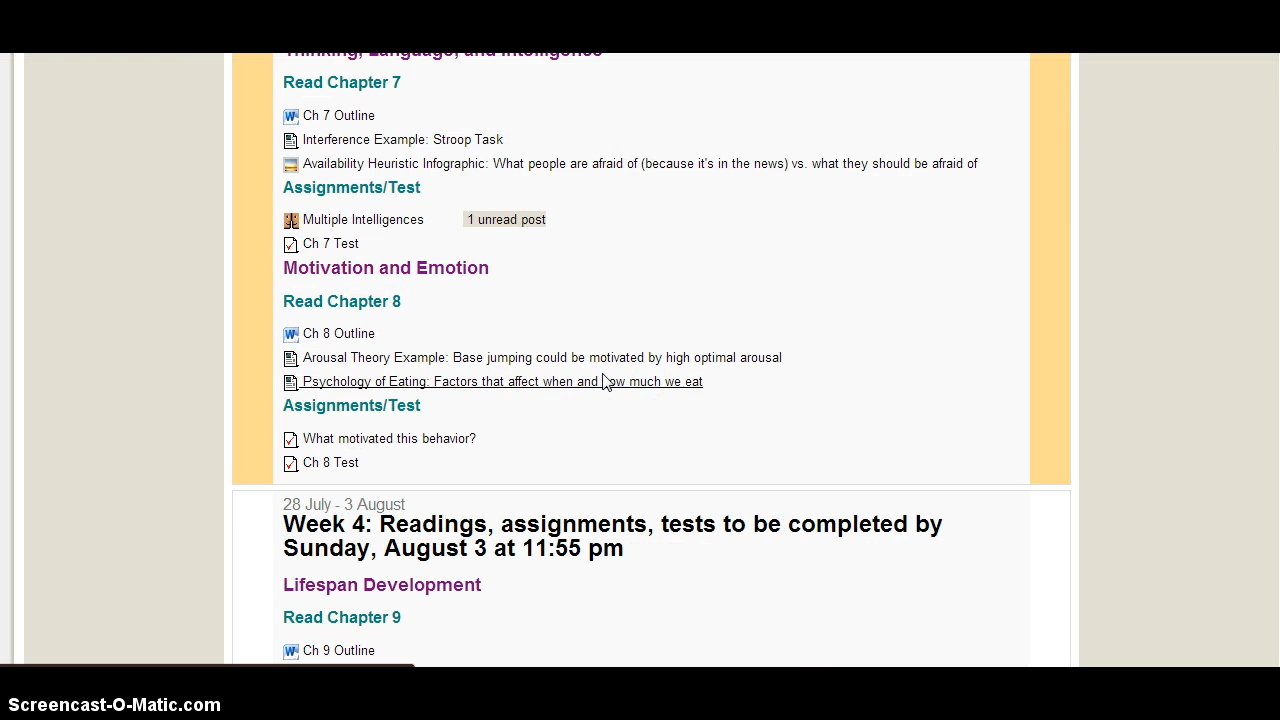 Thinking, Language, and Intelligence
Read Chapter 7
Ch 7 Outline
Interference Example: Stroop Task
Availability Heuristic Infographic: What people are afraid of (because it's in the news) vs. what they should be afraid of
Assignments/Test
Multiple Intelligences 1 unread post
Ch 7 Test
Motivation and Emotion
Read Chapter 8
Ch 8 Outline
Arousal Theory Example: Base jumping could be motivated by high optimal arousal
Psychology of Eating: Factors that affect when and how much we eat
Assignments/Test
What motivated this behavior?
Ch 8 Test
28 July - 3 August
Week 4: Readings, assignments, tests to be completed by
Sunday, August 3 at 11:55 pm
Lifespan Development
Read Chapter 9
Ch 9 Outline
Screencast-O-Matic.com